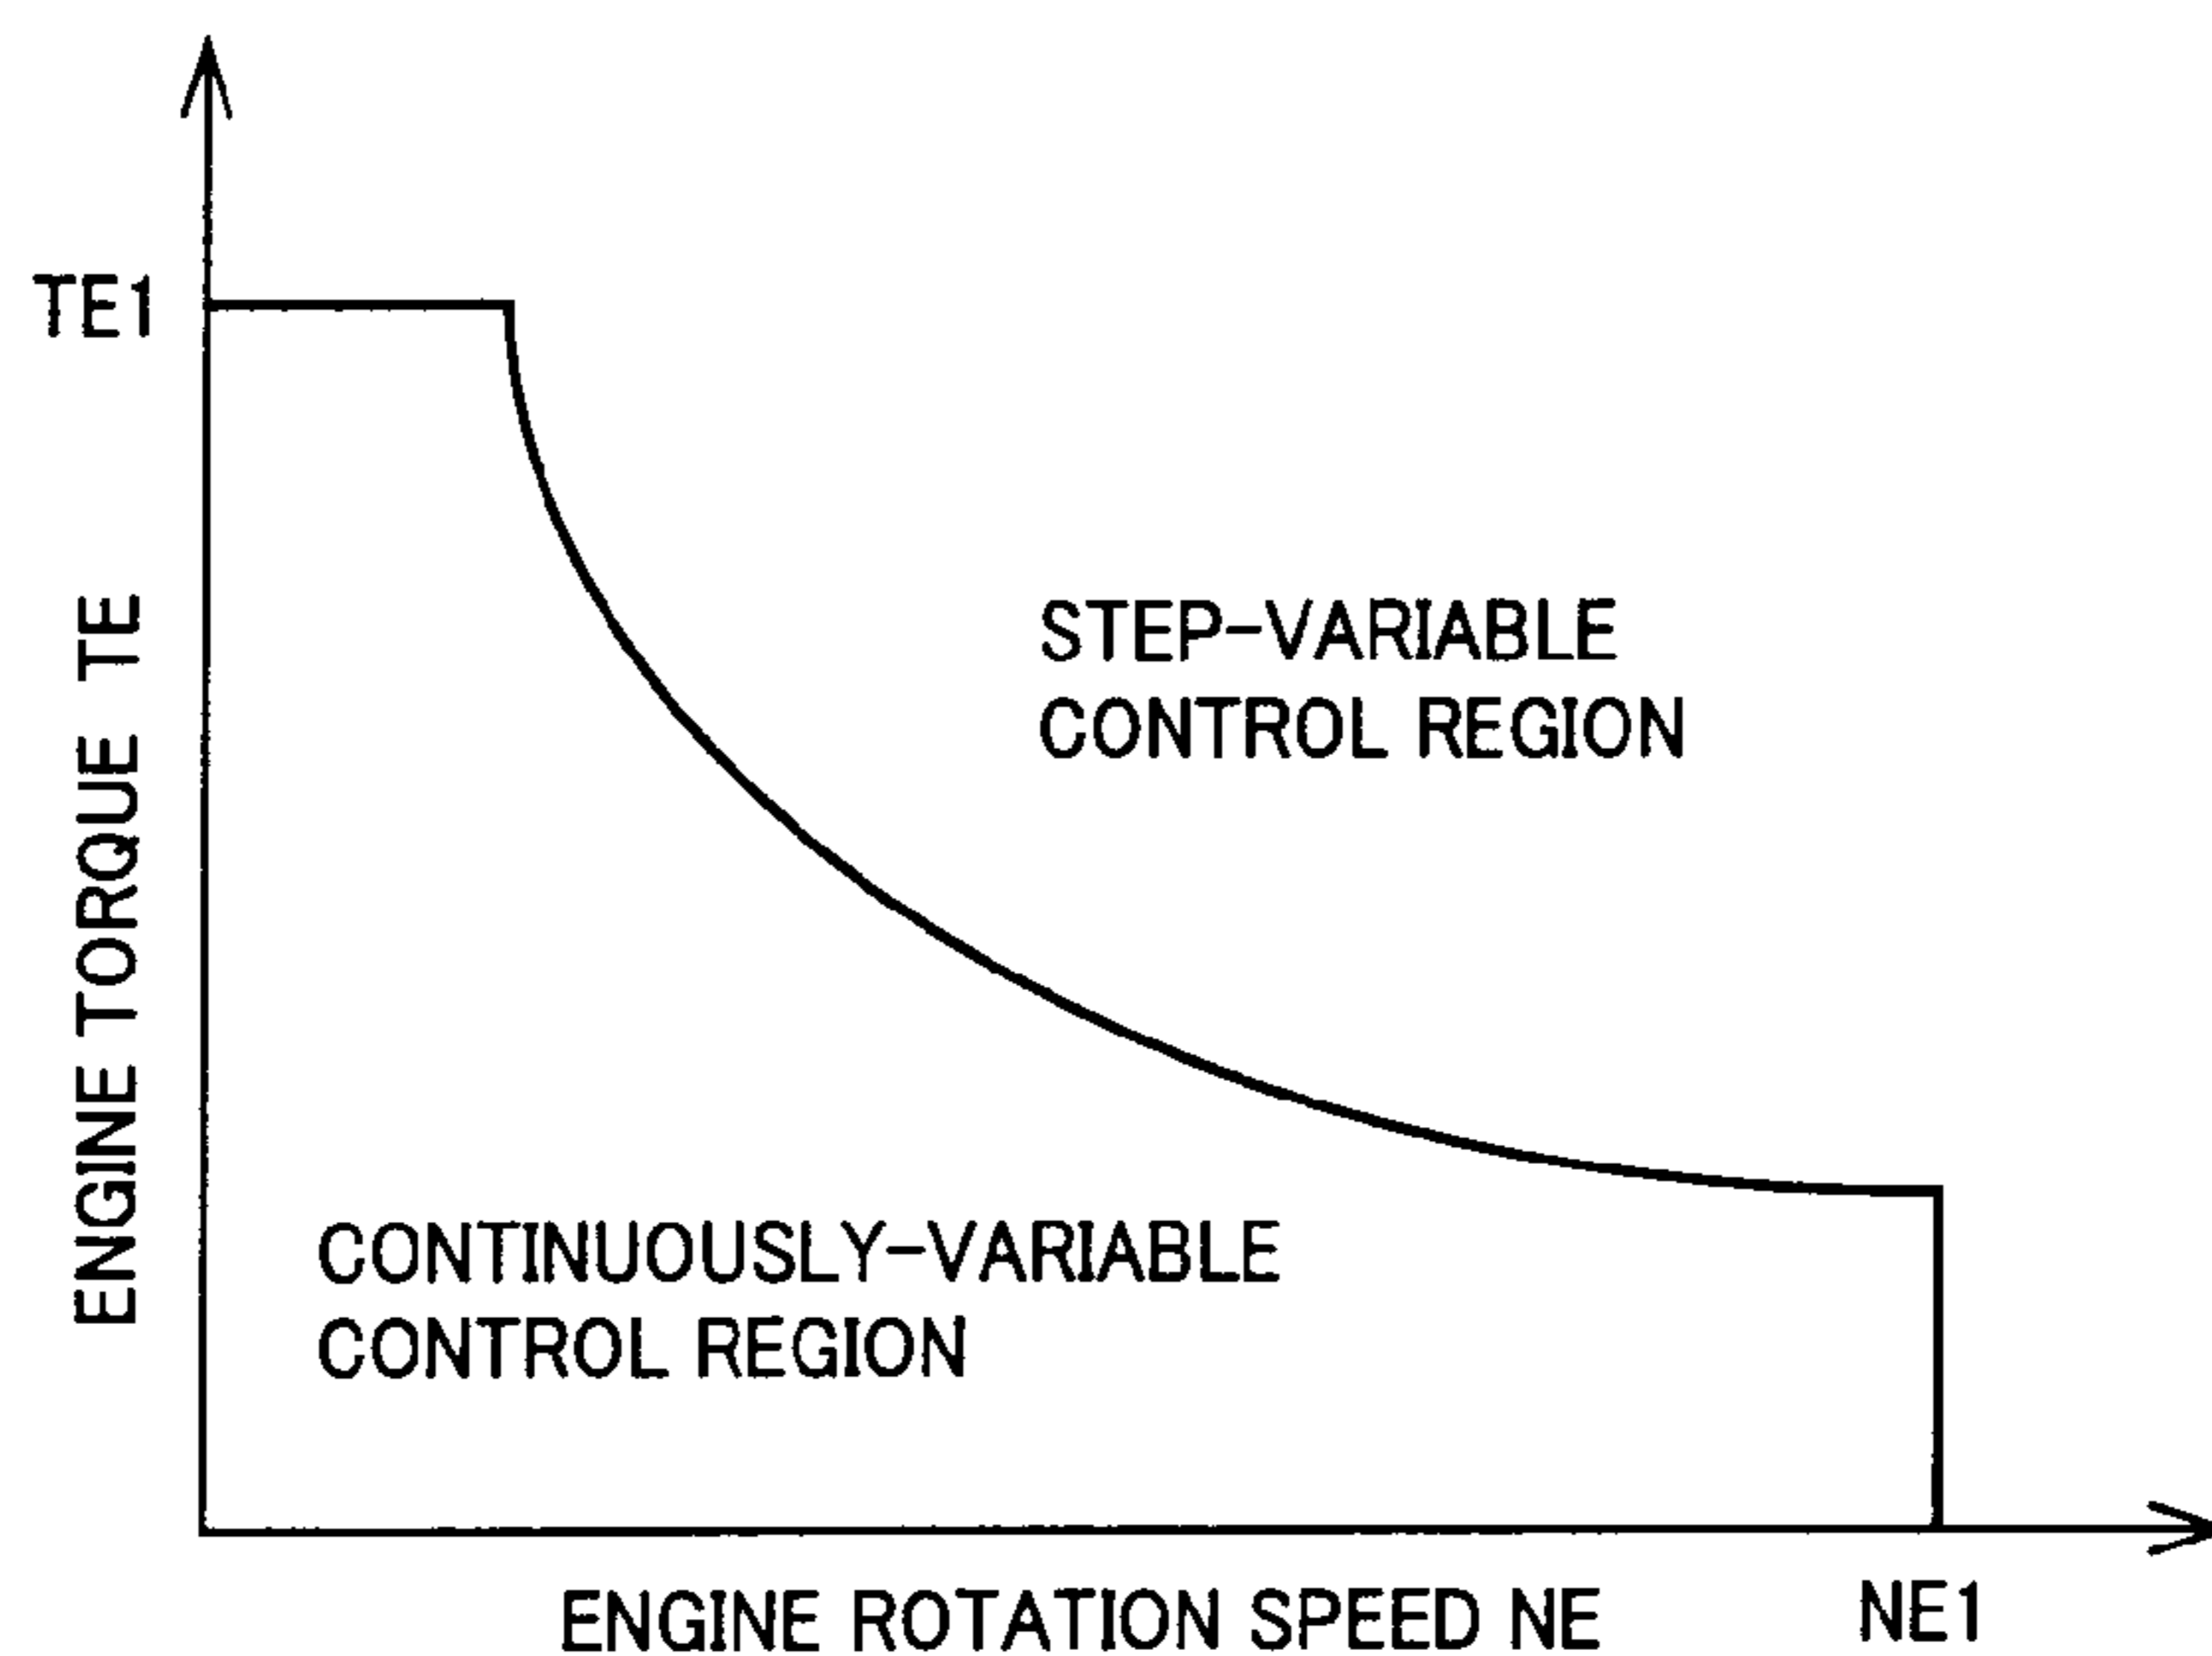 TE1
ENGINE TORQUE TE
STEP-VARIABLE
CONTROL REGION
CONTINUOUSLY-VARIABLE
CONTROL REGION
ENGINE ROTATION SPEED NE
NE1